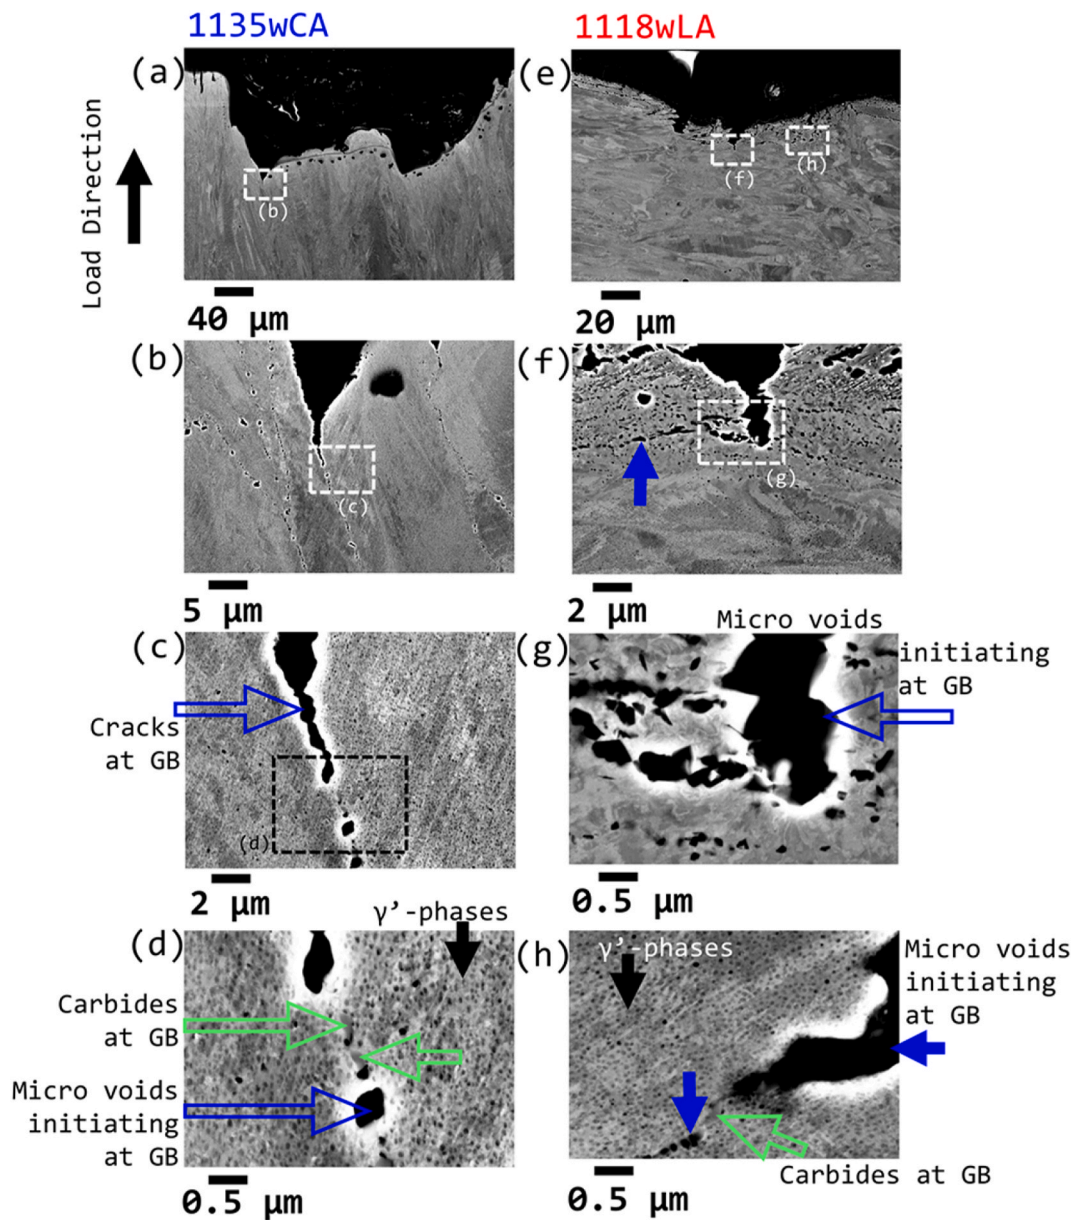 1135wCA
1118wLA
(a)
(e)
Load Direction
(b)
(f)
(h)
40 μm
20 μm
(b)
(f)
(c)
(g)
5 μm
2 μm
(c)
(g)
Micro voids
initiating
at GB
Cracks
at GB
(d)
2 μm
0.5 μm
(d)
(h)
γ’-phases
γ’-phases
Carbides
at GB
Micro voids
initiating
at GB
Micro voids
initiating
at GB
Carbides at GB
0.5 μm
0.5 μm